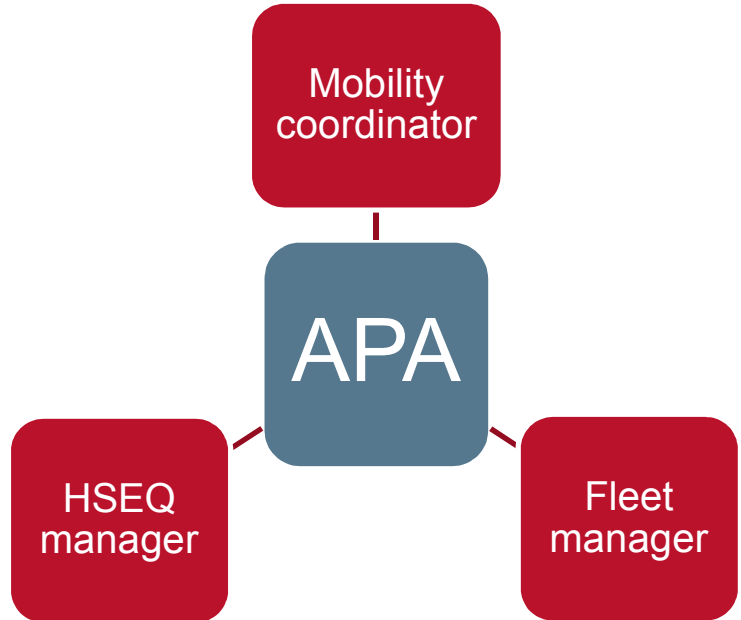 Mobility
coordinator
APA
HSEQ
manager
Fleet
manager